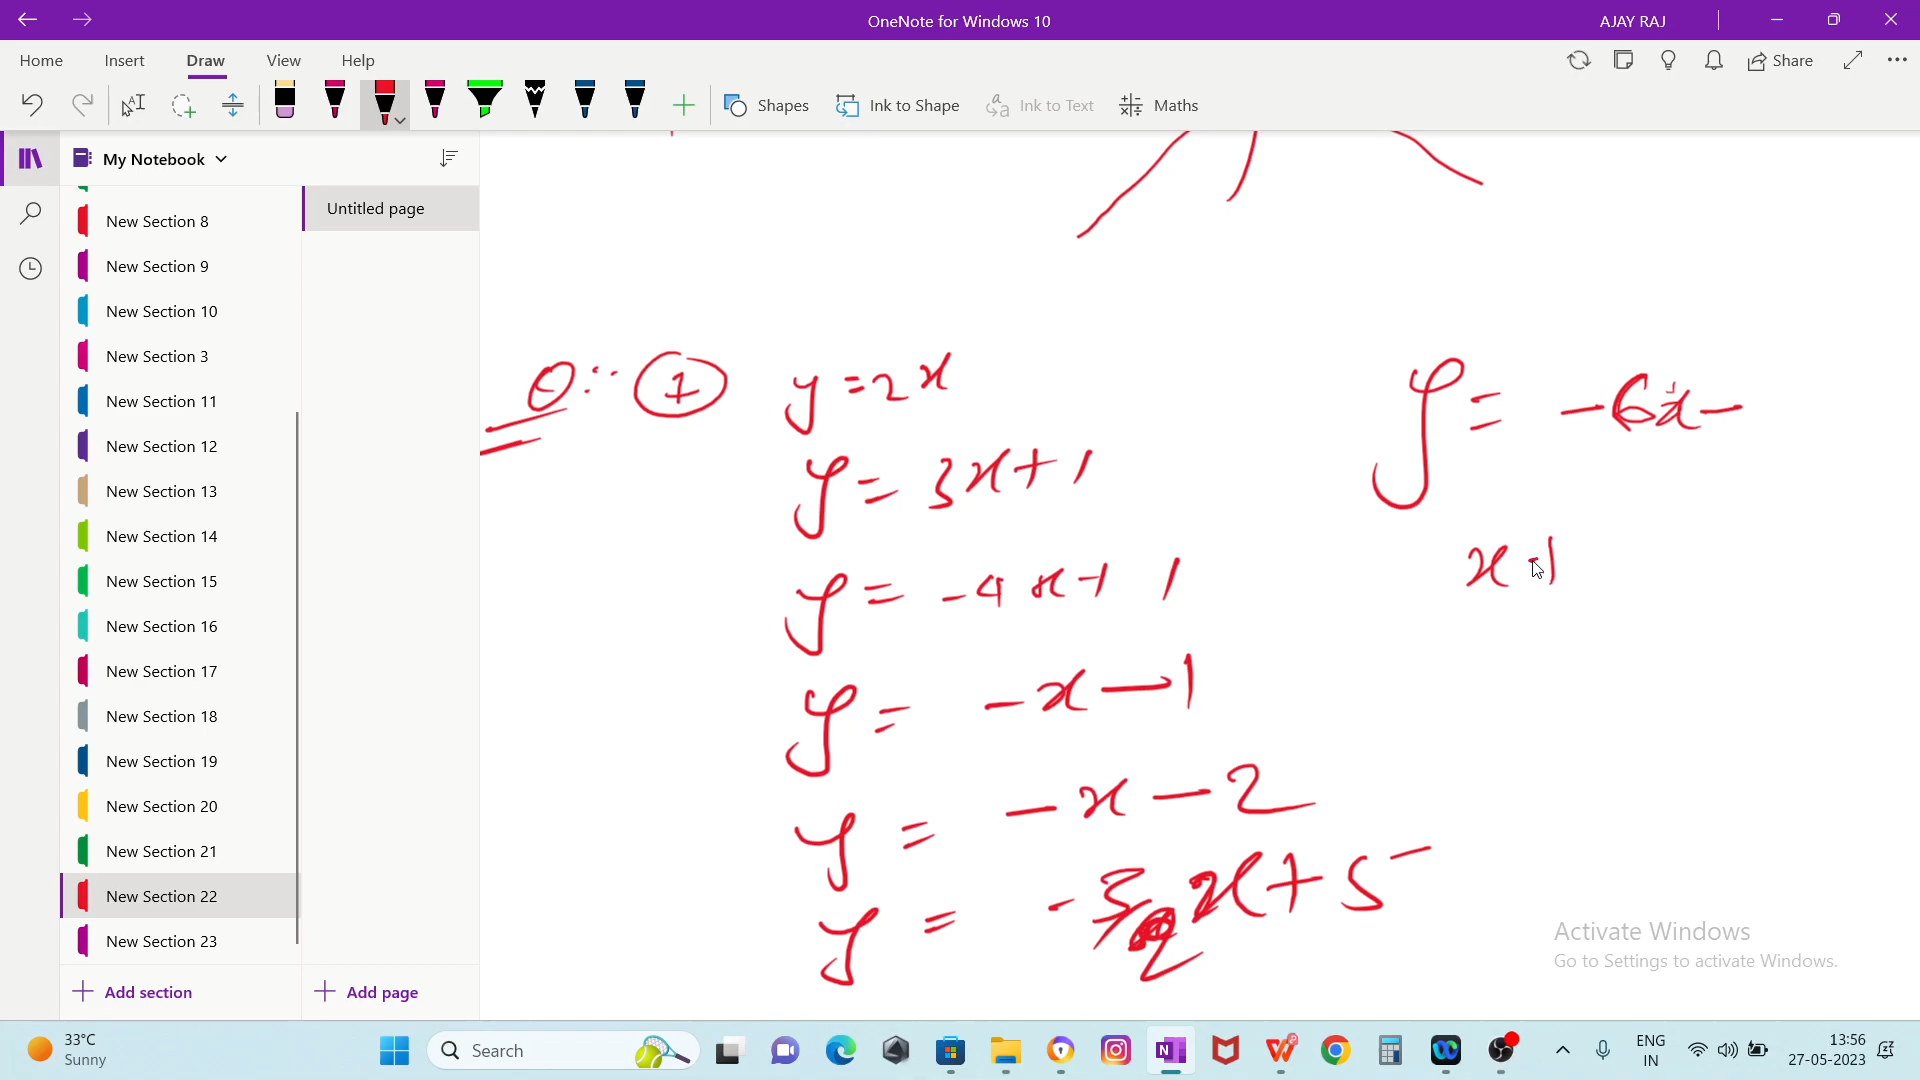 OneNote for Windows 10
AJAY RAJ
Home Insert Draw View Help
Share
Shapes Ink to Shape Ink to Text Maths
My Notebook
New Section 8
New Section 9
New Section 10
New Section 3
New Section 11
New Section 12
New Section 13
New Section 14
New Section 15
New Section 16
New Section 17
New Section 18
New Section 19
New Section 20
New Section 21
New Section 22
New Section 23
Add section
Untitled page
Add page
Q:- 1 y = 2x
y = 3x + 1
y = -4x + 1
y = -x - 1
y = -x - 2
y = -3/2 x + 5
y = -6x -
Activate Windows
Go to Settings to activate Windows.
33°C
Sunny
Search
ENG
IN
13:56
27-05-2023